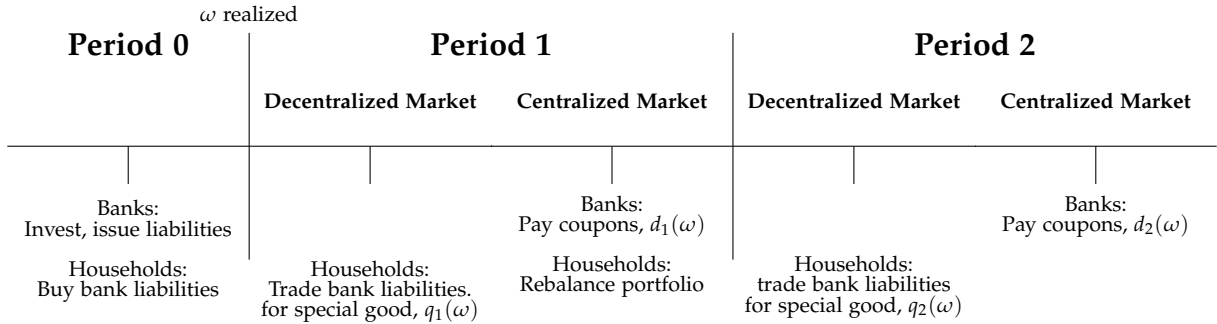 ω realized
Period 0
Period 1
Period 2
Decentralized Market
Centralized Market
Decentralized Market
Centralized Market
Banks:
Invest, issue liabilities
Households:
Buy bank liabilities
Households:
Trade bank liabilities.
for special good, q₁(ω)
Banks:
Pay coupons, d₁(ω)
Households:
Rebalance portfolio
Households:
trade bank liabilities
for special good, q₂(ω)
Banks:
Pay coupons, d₂(ω)